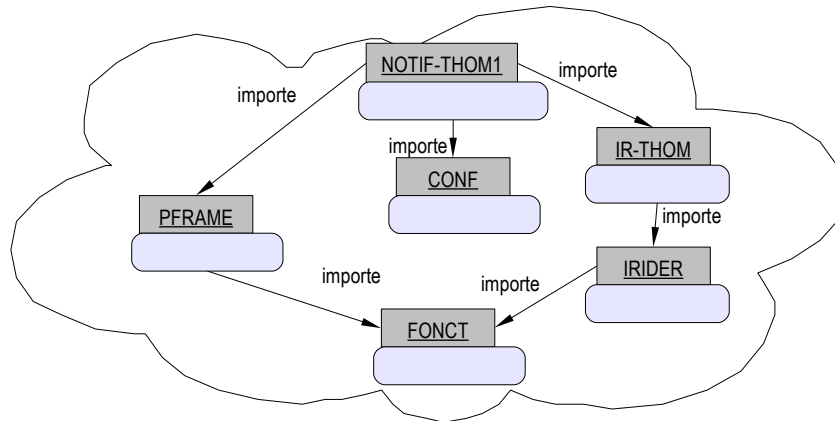 NOTIF-THOM1
importe
importe
importe
IR-THOM
CONF
PFRAME
importe
IRIDER
importe
importe
FONCT